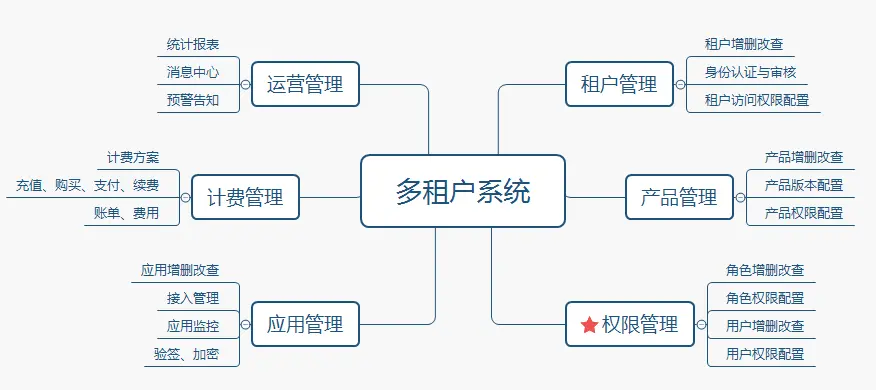 多租户系统
运营管理
统计报表
消息中心
预警告知
计费管理
计费方案
充值、购买、支付、续费
账单、费用
应用管理
应用增删改查
接入管理
应用监控
验签、加密
租户管理
租户增删改查
身份认证与审核
租户访问权限配置
产品管理
产品增删改查
产品版本配置
产品权限配置
权限管理
角色增删改查
角色权限配置
用户增删改查
用户权限配置